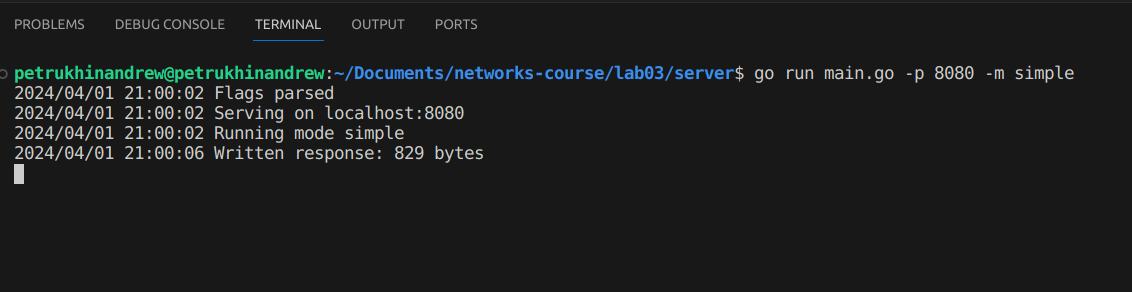 PROBLEMS DEBUG CONSOLE TERMINAL OUTPUT PORTS
petrukhinandrew@petrukhinandrew:~/Documents/networks-course/lab03/server$ go run main.go -p 8080 -m simple
2024/04/01 21:00:02 Flags parsed
2024/04/01 21:00:02 Serving on localhost:8080
2024/04/01 21:00:02 Running mode simple
2024/04/01 21:00:06 Written response: 829 bytes